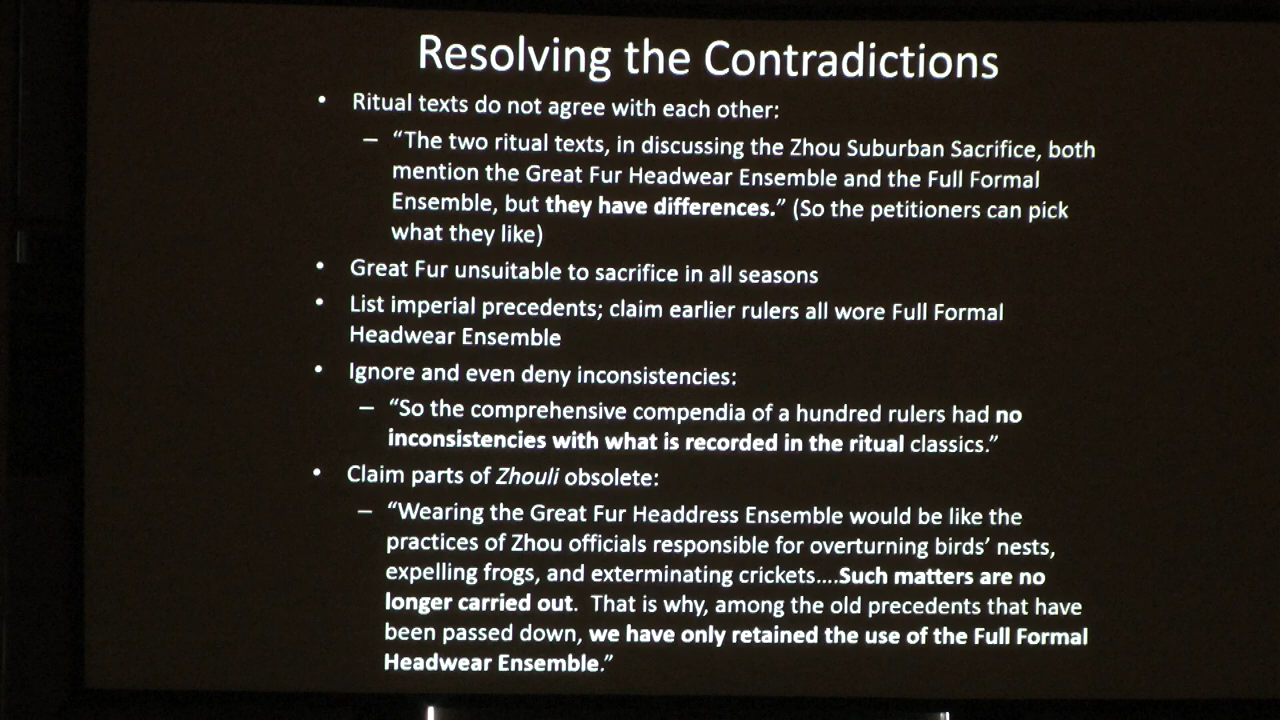 Resolving the Contradictions
• Ritual texts do not agree with each other:
– “The two ritual texts, in discussing the Zhou Suburban Sacrifice, both
mention the Great Fur Headwear Ensemble and the Full Formal
Ensemble, but they have differences.” (So the petitioners can pick
what they like)
• Great Fur unsuitable to sacrifice in all seasons
• List imperial precedents; claim earlier rulers all wore Full Formal
Headwear Ensemble
• Ignore and even deny inconsistencies:
– “So the comprehensive compendia of a hundred rulers had no
inconsistencies with what is recorded in the ritual classics.”
• Claim parts of Zhouli obsolete:
– “Wearing the Great Fur Headdress Ensemble would be like the
practices of Zhou officials responsible for overturning birds’ nests,
expelling frogs, and exterminating crickets....Such matters are no
longer carried out. That is why, among the old precedents that have
been passed down, we have only retained the use of the Full Formal
Headwear Ensemble.”